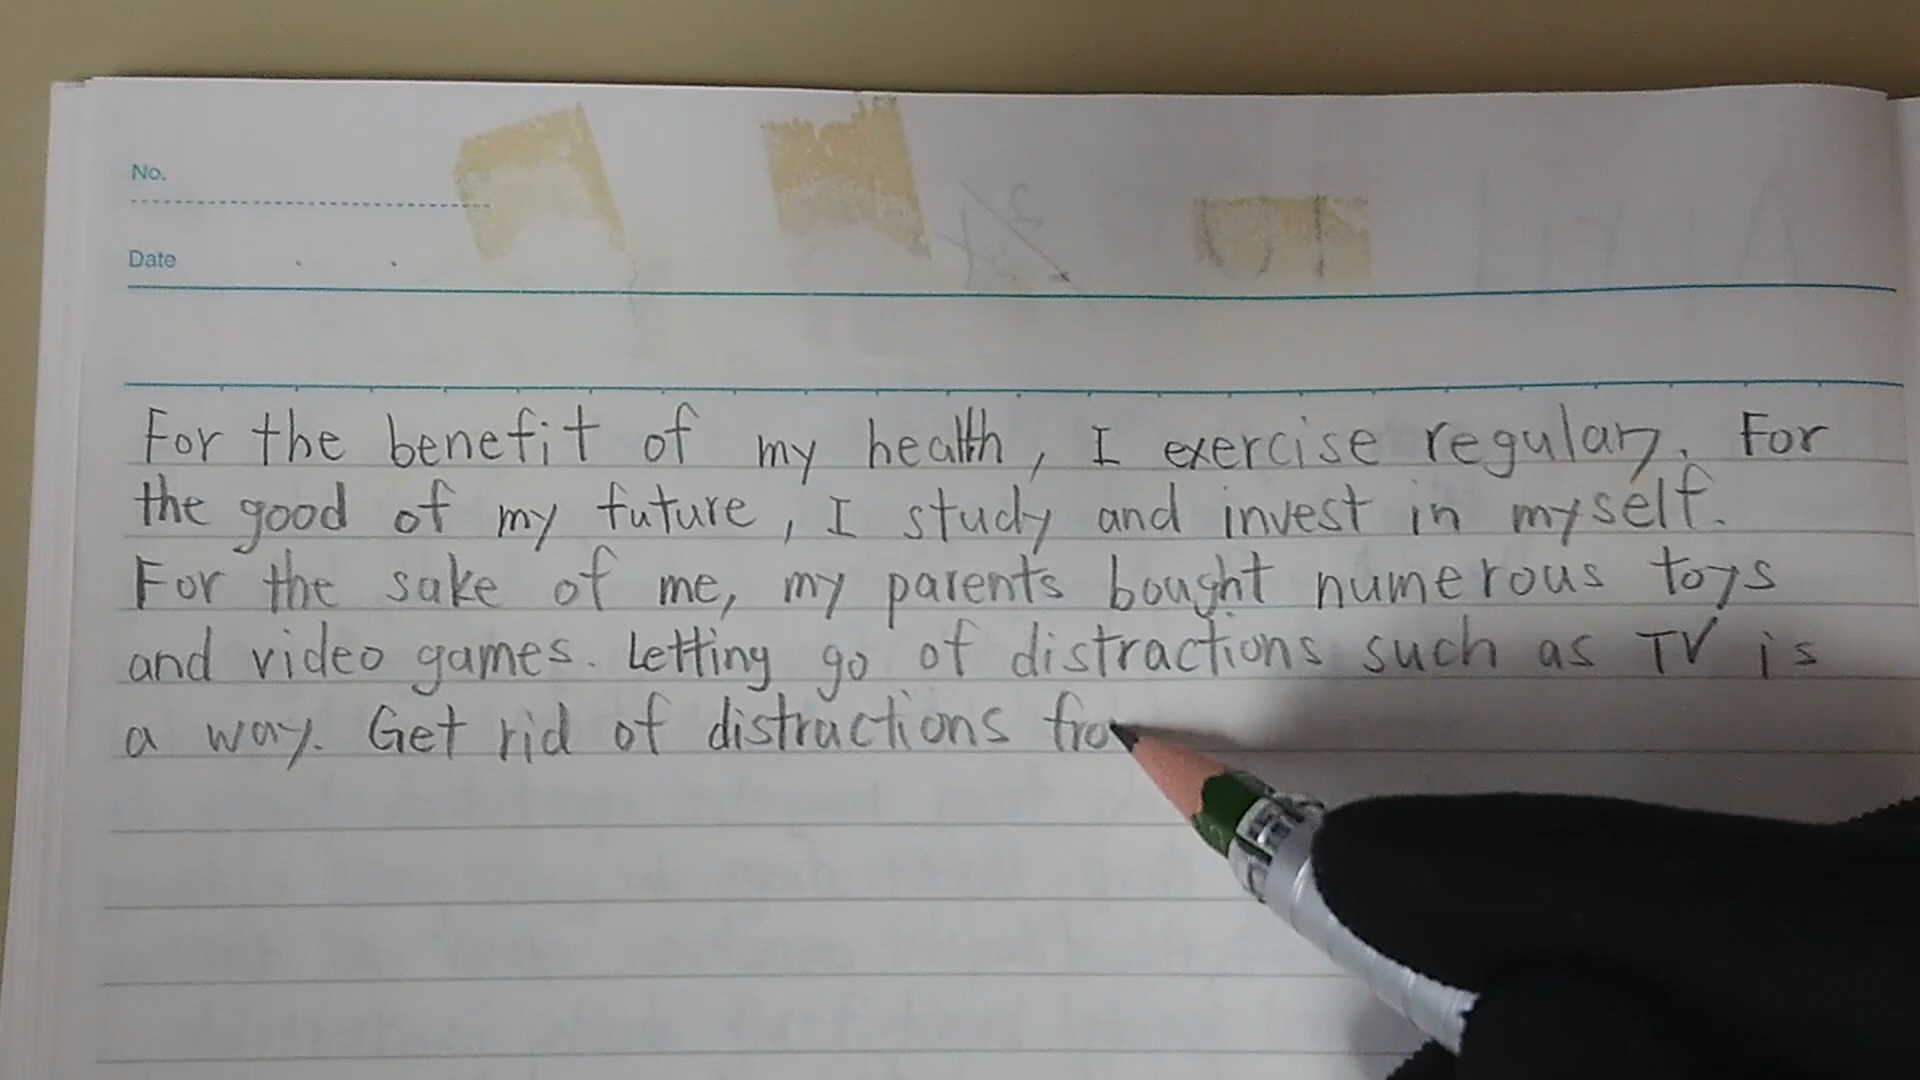 No.
Date
For the benefit of my health, I exercise regulary. For
the good of my future, I study and invest in myself.
For the sake of me, my parents bought numerous toys
and video games. Letting go of distractions such as TV is
a way. Get rid of distractions fro